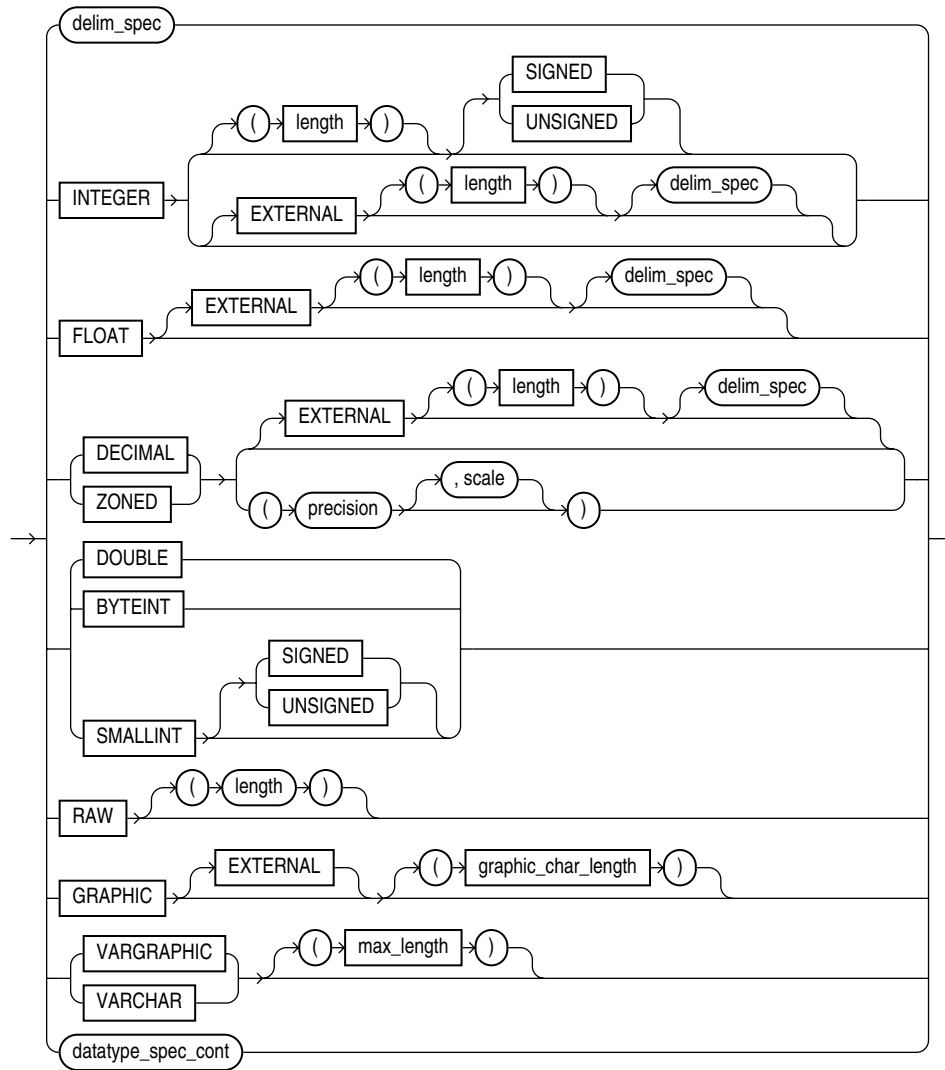 delim_spec
SIGNED
( length )
UNSIGNED
( length ) delim_spec
INTEGER
EXTERNAL
( length ) delim_spec
EXTERNAL
FLOAT
( length ) delim_spec
EXTERNAL
DECIMAL
, scale
ZONED
( precision )
DOUBLE
BYTEINT
SIGNED
UNSIGNED
SMALLINT
( length )
RAW
EXTERNAL ( graphic_char_length )
GRAPHIC
VARGRAPHIC ( max_length )
VARCHAR
datatype_spec_cont